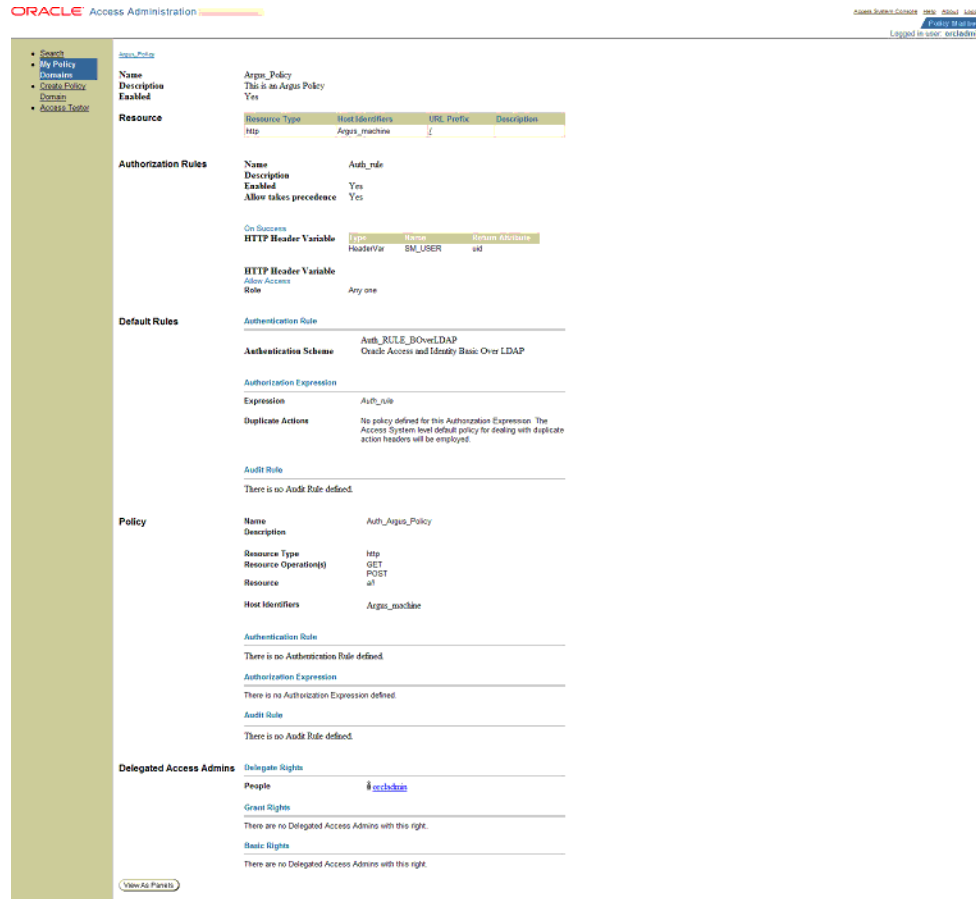 ORACLE Access Administration
Access System Console Help About
Policy
Logged in user: orcladm
Search
My Policy
Domains
Create Policy
Domain
Access Tester
Argus_Policy
Name Argus_Policy
Description This is an Argus Policy
Enabled Yes
Resource
Resource Type Host Identifiers URL Prefix Description
http Argus_machine /
Authorization Rules
Name Auth_rule
Description
Enabled Yes
Allow takes precedence Yes
On Success
HTTP Header Variable Type Name Return Attribute
HeaderVar SM_USER uid
HTTP Header Variable
Allow Access
Role Any one
Default Rules
Authentication Rule
Auth_RULE_BOverLDAP
Authentication Scheme Oracle Access and Identity Basic Over LDAP
Authorization Expression
Expression Auth_rule
Duplicate Actions No policy defined for this Authorization Expression. The
Access System level default policy for dealing with duplicate
action headers will be employed.
Audit Rule
There is no Audit Rule defined.
Policy
Name Auth_Argus_Policy
Description
Resource Type http
Resource Operation(s) GET
POST
Resource all
Host Identifiers Argus_machine
Authentication Rule
There is no Authentication Rule defined.
Authorization Expression
There is no Authorization Expression defined.
Audit Rule
There is no Audit Rule defined.
Delegated Access Admins
Delegate Rights
People orcladmin
Grant Rights
There are no Delegated Access Admins with this right.
Basic Rights
There are no Delegated Access Admins with this right.
View As Panels